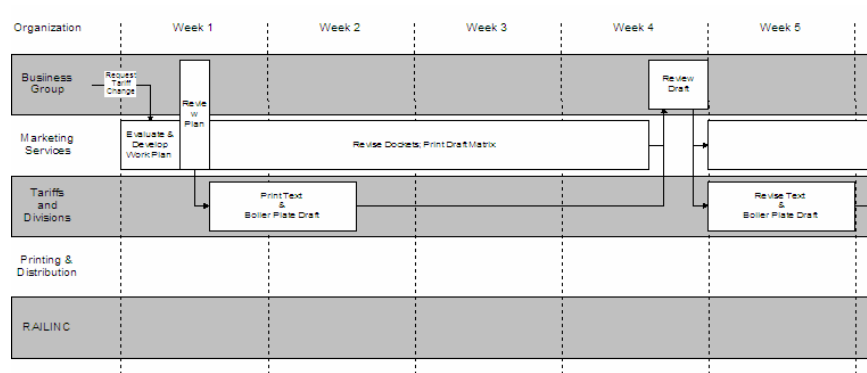 Organization Week 1 Week 2 Week 3 Week 4 Week 5
Busiiness
Group
Request
Tariff
Change
Revie
w
Plan
Review
Draft
Marketing
Services
Evaluate &
Develop
Work Plan
Revise Dockets; Print Draft Matrix
Tariffs
and
Divisions
Print Text
&
Boiler Plate Draft
Revise Text
&
Boiler Plate Draft
Printing &
Distribution
RAILINC